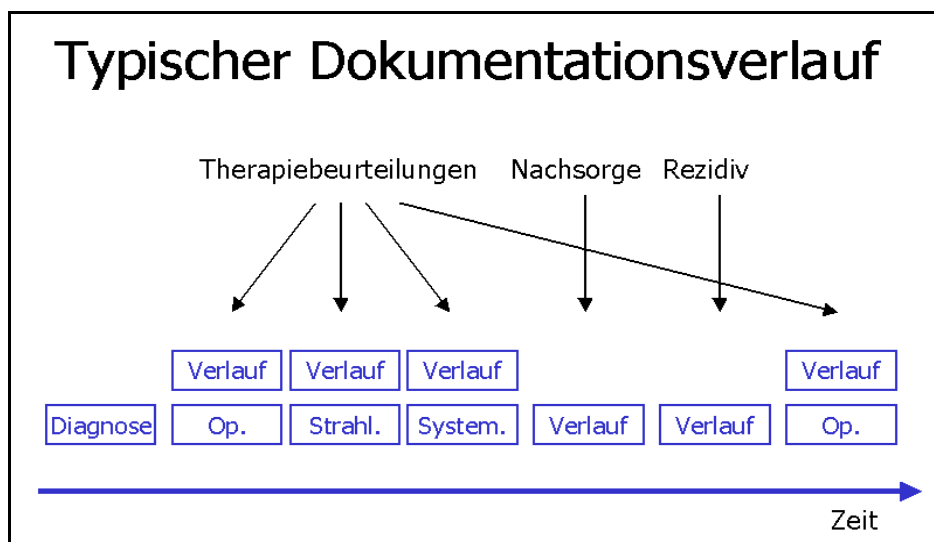 Typischer Dokumentationsverlauf
Therapiebeurteilungen Nachsorge Rezidiv
Verlauf Verlauf Verlauf Verlauf
Diagnose Op. Strahl. System. Verlauf Verlauf Op.
Zeit